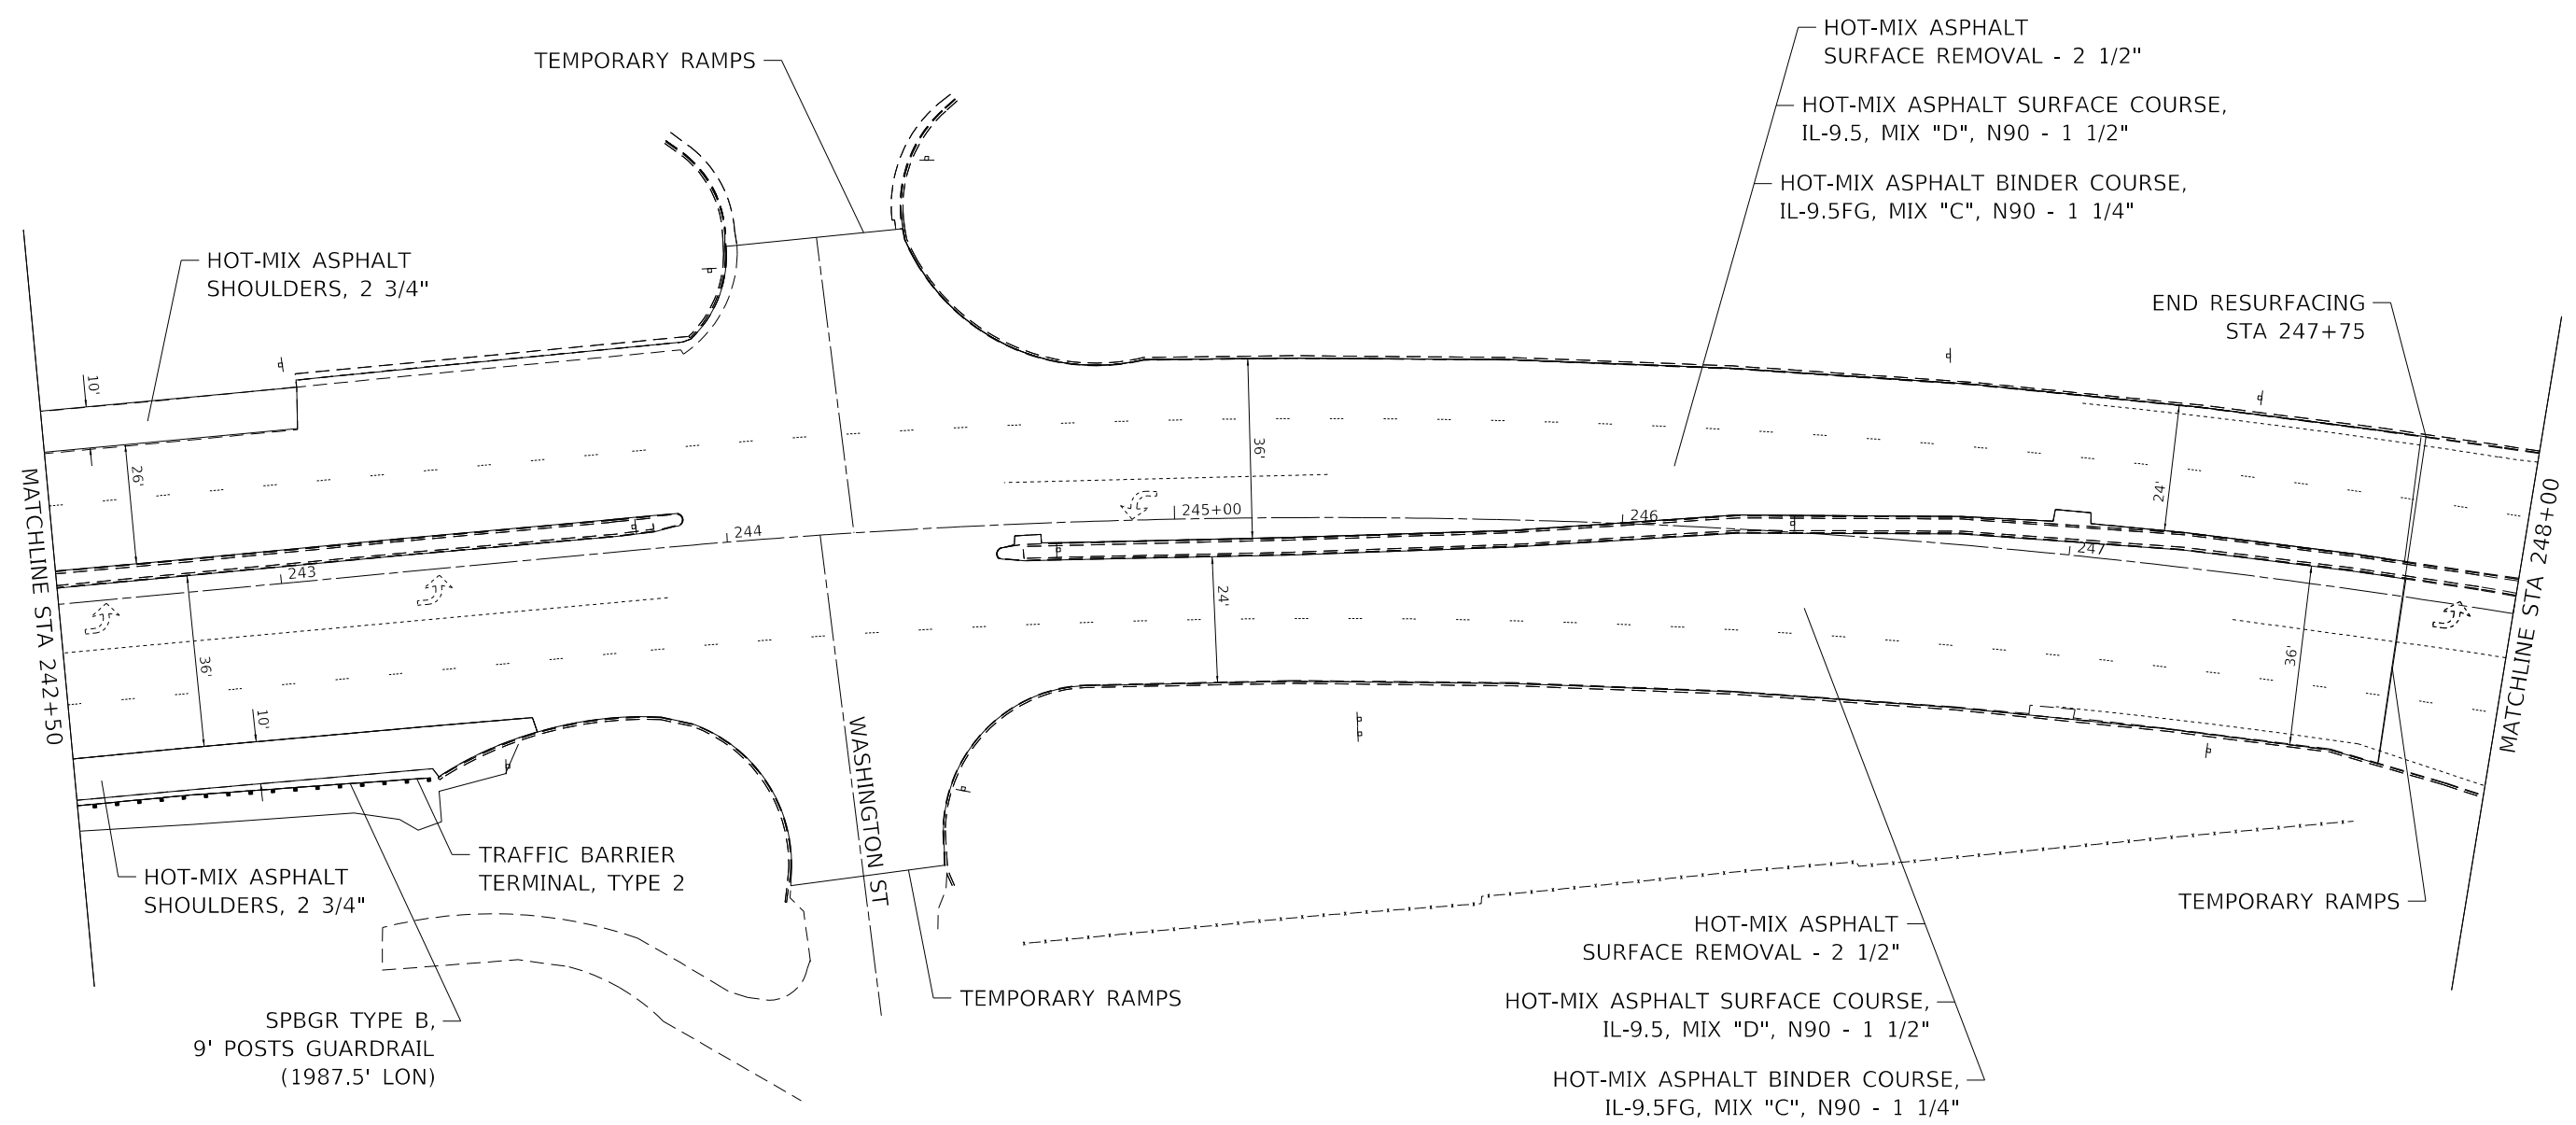 HOT-MIX ASPHALT
SURFACE REMOVAL - 2 1/2"
HOT-MIX ASPHALT SURFACE COURSE,
IL-9.5, MIX "D", N90 - 1 1/2"
HOT-MIX ASPHALT BINDER COURSE,
IL-9.5FG, MIX "C", N90 - 1 1/4"
TEMPORARY RAMPS
HOT-MIX ASPHALT
SHOULDERS, 2 3/4"
END RESURFACING
STA 247+75
10'
26'
36'
24'
MATCHLINE STA 242+50
243
244
245+00
246
247
MATCHLINE STA 248+00
36'
10'
24'
36'
WASHINGTON ST
HOT-MIX ASPHALT
SHOULDERS, 2 3/4"
TRAFFIC BARRIER
TERMINAL, TYPE 2
SPBGR TYPE B,
9' POSTS GUARDRAIL
(1987.5' LON)
TEMPORARY RAMPS
TEMPORARY RAMPS
HOT-MIX ASPHALT
SURFACE REMOVAL - 2 1/2"
HOT-MIX ASPHALT SURFACE COURSE,
IL-9.5, MIX "D", N90 - 1 1/2"
HOT-MIX ASPHALT BINDER COURSE,
IL-9.5FG, MIX "C", N90 - 1 1/4"